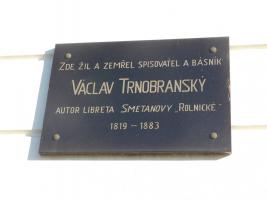 ZDE ŽIL A ZEMŘEL SPISOVATEL A BÁSNÍK
VÁCLAV TRNOBRANSKÝ
AUTOR LIBRETA SMETANOVY „ROLNICKÉ“
1819 – 1883